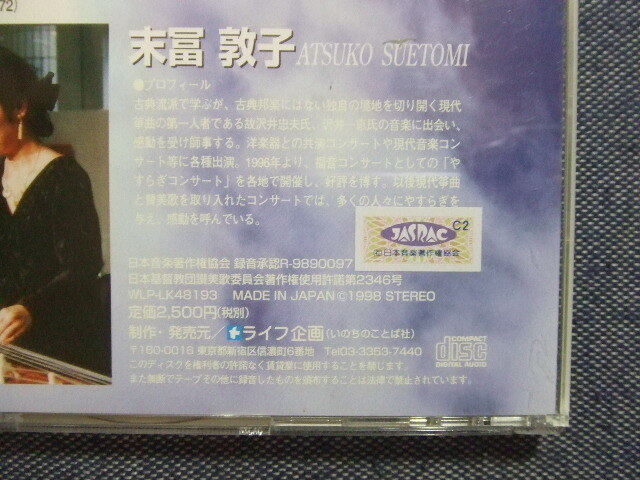 72)
末冨 敦子 ATSUKO SUETOMI
●プロフィール
古典流派で学ぶが、古典邦楽にはない独自の境地を切り開く現代
箏曲の第一人者である故沢井忠夫氏、沢井一恵氏の音楽に出会い、
感動を受け師事する。洋楽器との共演コンサートや現代音楽コン
サート等に各種出演。1996年より、福音コンサートとしての「や
すらぎコンサート」を各地で開催し、好評を博す。以後現代箏曲
と賛美歌を取り入れたコンサートでは、多くの人々にやすらぎを
与え、感動を呼んでいる。
JASRAC C2
日本音楽著作権協会
日本音楽著作権協会 録音承認R-9890097
日本基督教団讃美歌委員会著作権使用許諾第2346号
WLP-LK48193 MADE IN JAPAN Ⓒ1998 STEREO
定価2,500円(税別)
制作・発売元／ライフ企画(いのちのことば社)
〒160-0016 東京都新宿区信濃町6番地 Tel03-3353-7440
このディスクを権利者の許諾なく賃貸業に使用することを禁じます。
また無断でテープその他に録音したものを頒布することは法律で禁止されています。
COMPACT
disc
DIGITAL AUDIO